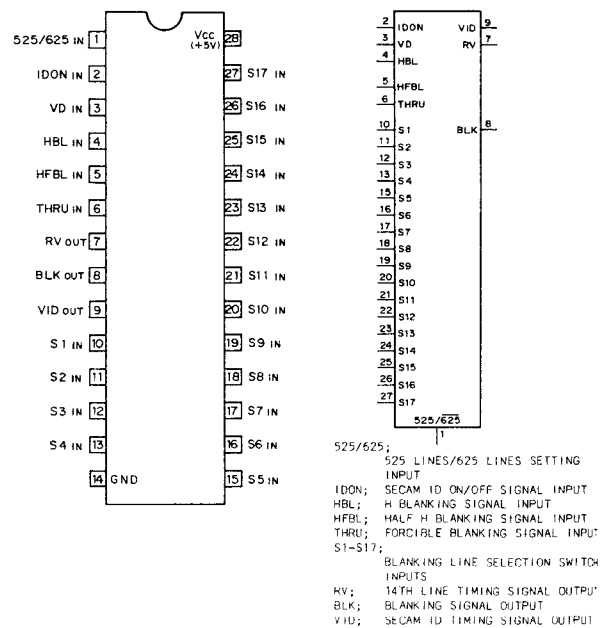 525/625 IN 1
IDON IN 2
VD IN 3
HBL IN 4
HFBL IN 5
THRU IN 6
RV OUT 7
BLK OUT 8
VID OUT 9
S1 IN 10
S2 IN 11
S3 IN 12
S4 IN 13
14 GND
Vcc 28
(+5V)
27 S17 IN
26 S16 IN
25 S15 IN
24 S14 IN
23 S13 IN
22 S12 IN
21 S11 IN
20 S10 IN
19 S9 IN
18 S8 IN
17 S7 IN
16 S6 IN
15 S5 IN
2 IDON VID 9
3 VD RV 7
4 HBL
5 HFBL
6 THRU
10 S1 BLK 8
11 S2
12 S3
13 S4
15 S5
16 S6
17 S7
18 S8
19 S9
20 S10
21 S11
22 S12
23 S13
24 S14
25 S15
26 S16
27 S17
525/625
1
525/625;
525 LINES/625 LINES SETTING
INPUT
IDON; SECAM ID ON/OFF SIGNAL INPUT
HBL; H BLANKING SIGNAL INPUT
HFBL; HALF H BLANKING SIGNAL INPUT
THRU; FORCIBLE BLANKING SIGNAL INPUT
S1-S17;
BLANKING LINE SELECTION SWITCH
INPUTS
RV; 14TH LINE TIMING SIGNAL OUTPUT
BLK; BLANKING SIGNAL OUTPUT
VID; SECAM ID TIMING SIGNAL OUTPUT